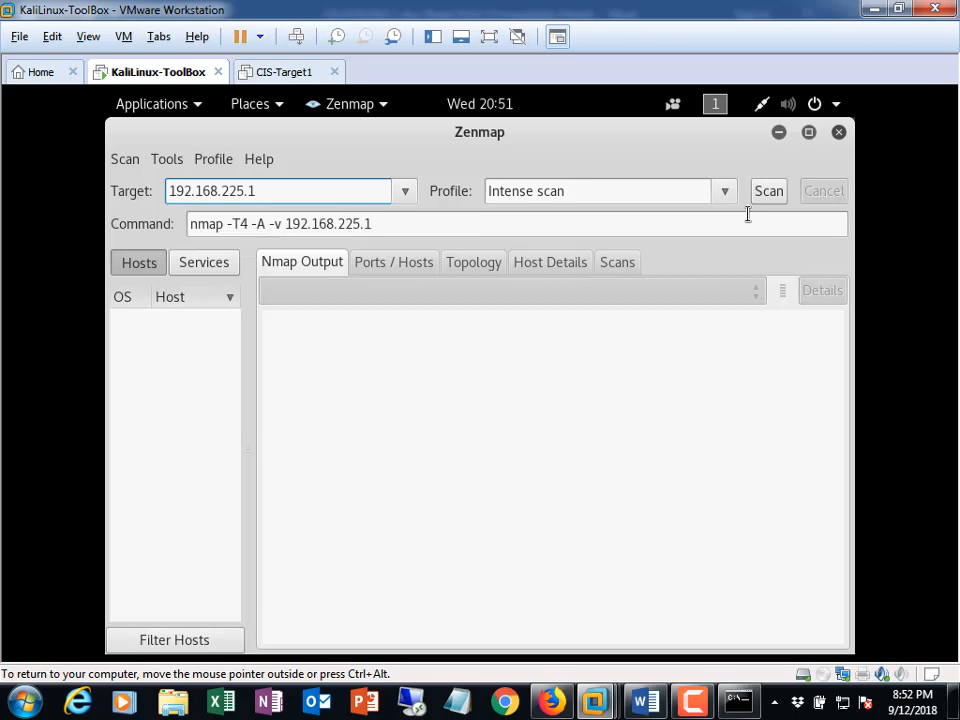 KaliLinux-ToolBox - VMware Workstation
File Edit View VM Tabs Help
Home KaliLinux-ToolBox CIS-Target1
Applications Places Zenmap Wed 20:51 1
Zenmap
Scan Tools Profile Help
Target: 192.168.225.1 Profile: Intense scan Scan Cancel
Command: nmap -T4 -A -v 192.168.225.1
Hosts Services Nmap Output Ports / Hosts Topology Host Details Scans
OS Host Details
Filter Hosts
To return to your computer, move the mouse pointer outside or press Ctrl+Alt.
8:52 PM
9/12/2018